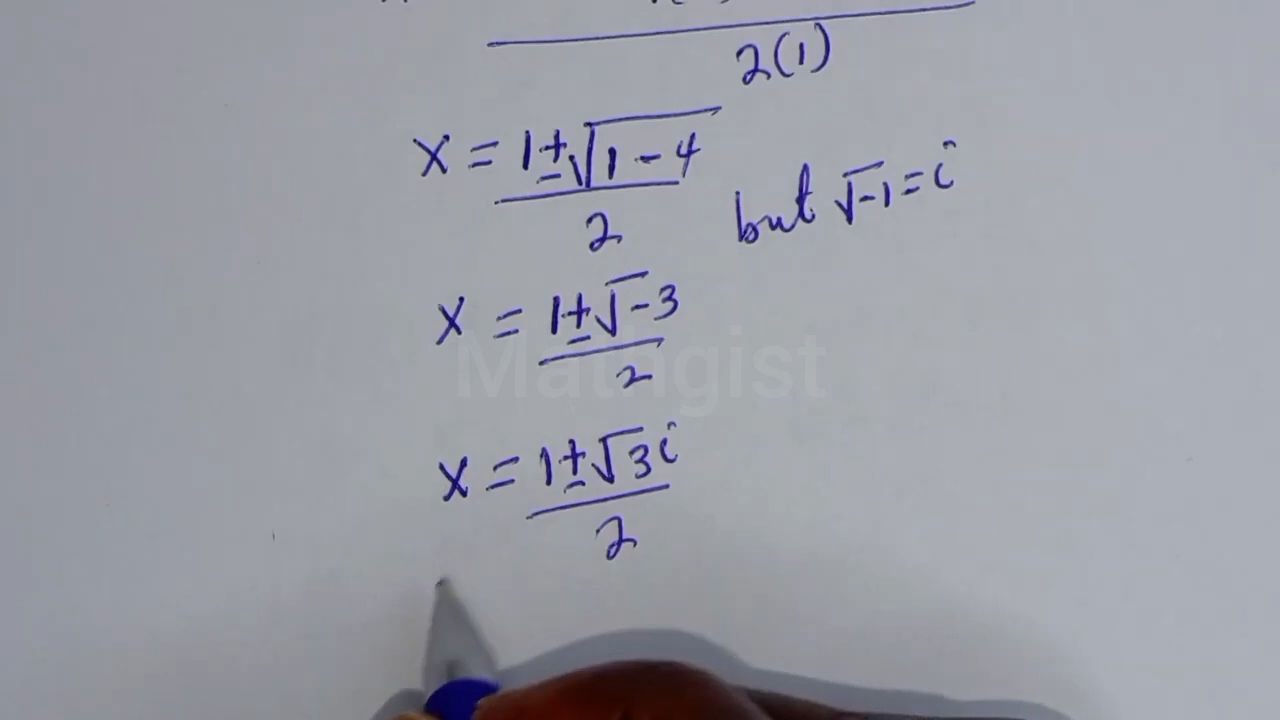 2(1)
x = 1±√1-4
2
but √-1 = i
x = 1±√-3
2
Mathgist
x = 1±√3i
2